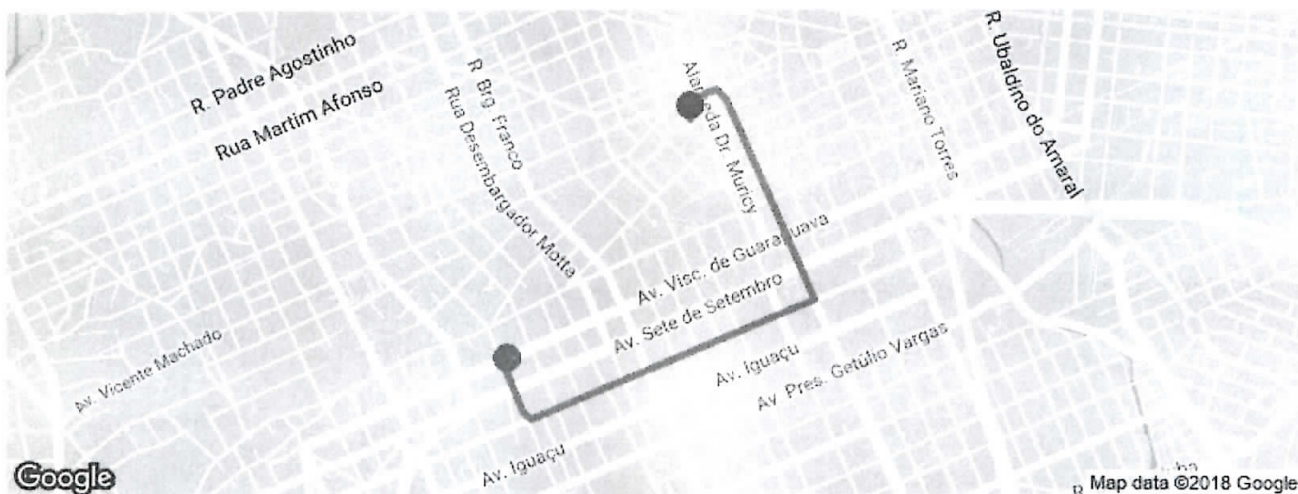 R. Padre Agostinho
Rua Martim Afonso
R. Brg. Franco
Rua Desembargador Motta
Alameda Dr. Muricy
R. Mariano Torres
R. Ubaldino do Amaral
Av. Visc. de Guarapuava
Av. Sete de Setembro
Av. Vicente Machado
Av. Iguaçu
Av. Pres. Getúlio Vargas
Av. Iguaçu
Google
R
Map data ©2018 Google